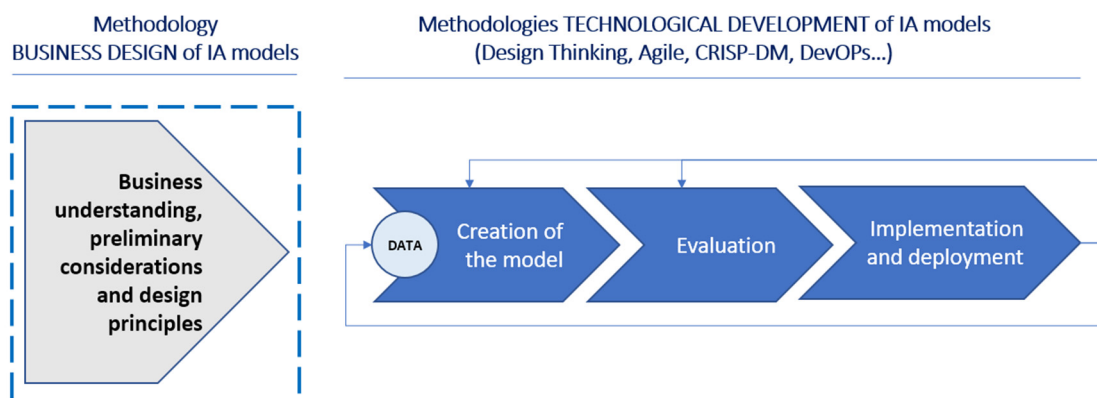 Methodology
BUSINESS DESIGN of IA models
Methodologies TECHNOLOGICAL DEVELOPMENT of IA models
(Design Thinking, Agile, CRISP-DM, DevOPs...)
Business
understanding,
preliminary
considerations
and design
principles
DATA
Creation of
the model
Evaluation
Implementation
and deployment